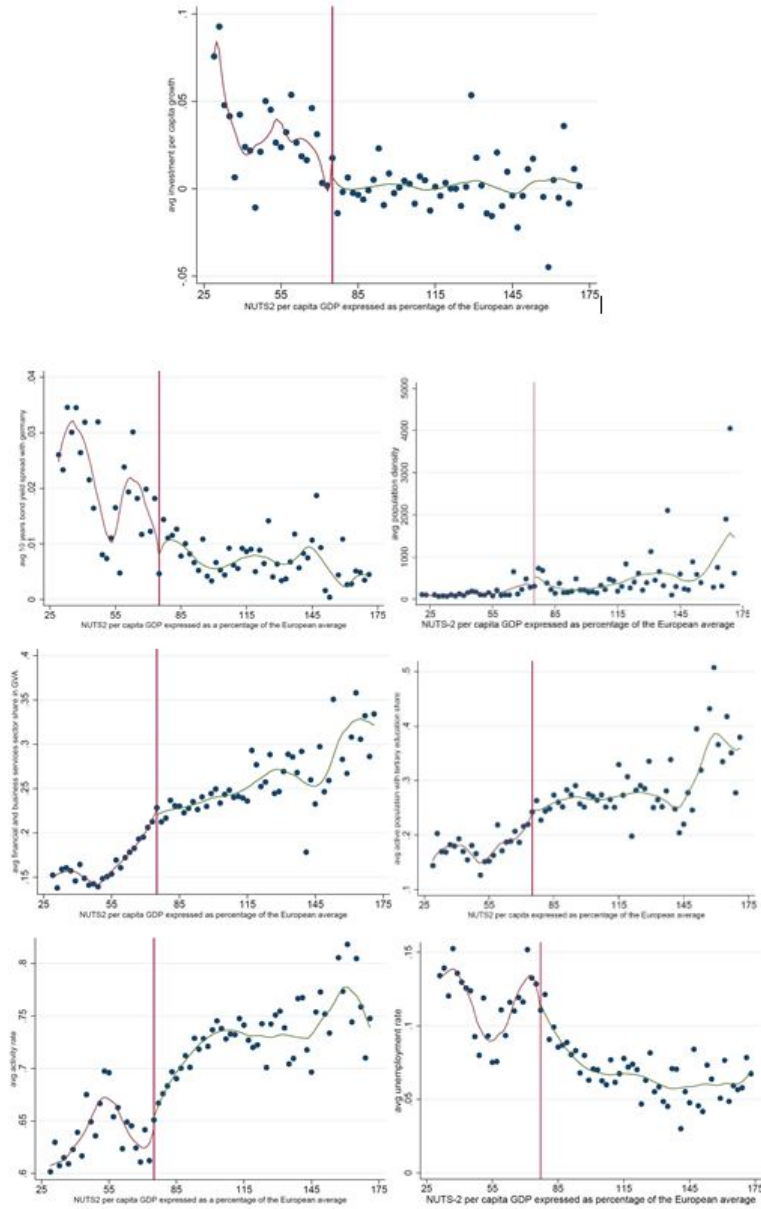 avg investment per capita growth
.1
.05
0
-.05
25 55 85 115 145 175
NUTS2 per capita GDP expressed as percentage of the European average
avg 10 years bond yield spread with germany
.04
.03
.02
.01
0
25 55 85 115 145 175
NUTS2 per capita GDP expressed as a percentage of the European average
avg population density
5000
4000
3000
2000
1000
0
25 55 85 115 145 175
NUTS-2 per capita GDP expressed as percentage of the European average
avg financial and business services sector share in GVA
.4
.35
.3
.25
.2
.15
25 55 85 115 145 175
NUTS2 per capita GDP expressed as percentage of the European average
avg active population with tertiary education share
.5
.4
.3
.2
.1
25 55 85 115 145 175
NUTS2 per capita GDP expressed as percentage of the European average
avg activity rate
.8
.75
.7
.65
.6
25 55 85 115 145 175
NUTS2 per capita GDP expressed as a percentage of the European average
avg unemployment rate
.15
.1
.05
0
25 55 85 115 145 175
NUTS-2 per capita GDP expressed as percentage of the European average